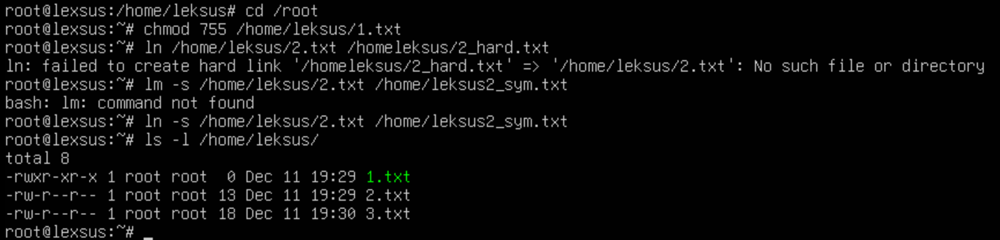 root@lexsus:/home/leksus# cd /root
root@lexsus:~# chmod 755 /home/leksus/1.txt
root@lexsus:~# ln /home/leksus/2.txt /homeleksus/2_hard.txt
ln: failed to create hard link '/homeleksus/2_hard.txt' => '/home/leksus/2.txt': No such file or directory
root@lexsus:~# lm -s /home/leksus/2.txt /home/leksus2_sym.txt
bash: lm: command not found
root@lexsus:~# ln -s /home/leksus/2.txt /home/leksus2_sym.txt
root@lexsus:~# ls -l /home/leksus/
total 8
-rwxr-xr-x 1 root root  0 Dec 11 19:29 1.txt
-rw-r--r-- 1 root root 13 Dec 11 19:29 2.txt
-rw-r--r-- 1 root root 18 Dec 11 19:30 3.txt
root@lexsus:~# _